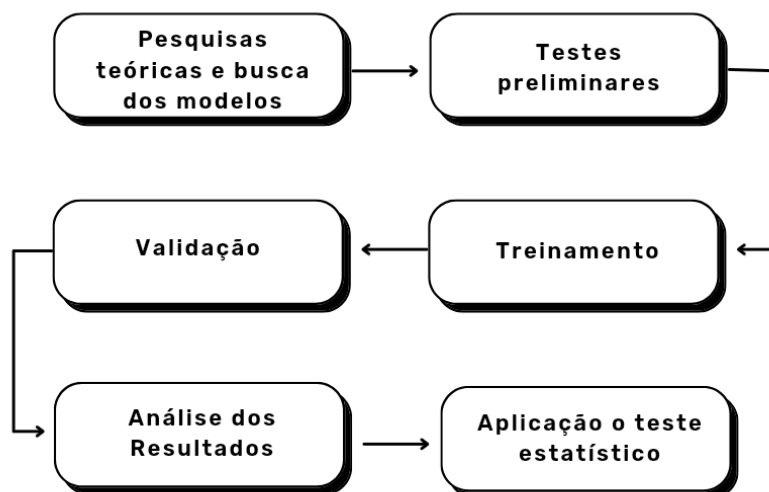 Pesquisas
teóricas e busca
dos modelos
Testes
preliminares
Treinamento
Validação
Análise dos
Resultados
Aplicação o teste
estatístico